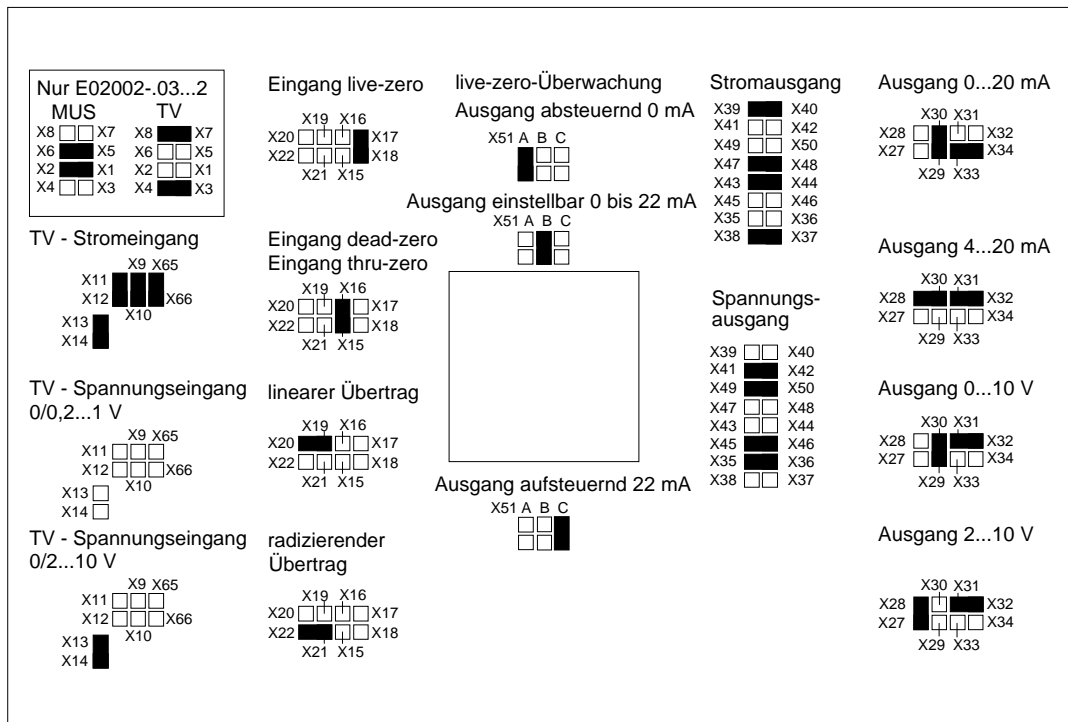 Nur E02002-.03...2
MUS TV
X8 X7 X8 X7
X6 X5 X6 X5
X2 X1 X2 X1
X4 X3 X4 X3
TV - Stromeingang
X9 X65
X11
X12 X66
X10
X13
X14
TV - Spannungseingang
0/0,2...1 V
X9 X65
X11
X12 X66
X10
X13
X14
TV - Spannungseingang
0/2...10 V
X9 X65
X11
X12 X66
X10
X13
X14
Eingang live-zero
X19 X16
X20 X17
X22 X18
X21 X15
Eingang dead-zero
Eingang thru-zero
X19 X16
X20 X17
X22 X18
X21 X15
linearer Übertrag
X19 X16
X20 X17
X22 X18
X21 X15
radizierender
Übertrag
X19 X16
X20 X17
X22 X18
X21 X15
live-zero-Überwachung
Ausgang absteuernd 0 mA
X51 A B C
Ausgang einstellbar 0 bis 22 mA
X51 A B C
Ausgang aufsteuernd 22 mA
X51 A B C
Stromausgang
X39 X40
X41 X42
X49 X50
X47 X48
X43 X44
X45 X46
X35 X36
X38 X37
Spannungs-
ausgang
X39 X40
X41 X42
X49 X50
X47 X48
X43 X44
X45 X46
X35 X36
X38 X37
Ausgang 0...20 mA
X30 X31
X28 X32
X27 X34
X29 X33
Ausgang 4...20 mA
X30 X31
X28 X32
X27 X34
X29 X33
Ausgang 0...10 V
X30 X31
X28 X32
X27 X34
X29 X33
Ausgang 2...10 V
X30 X31
X28 X32
X27 X34
X29 X33